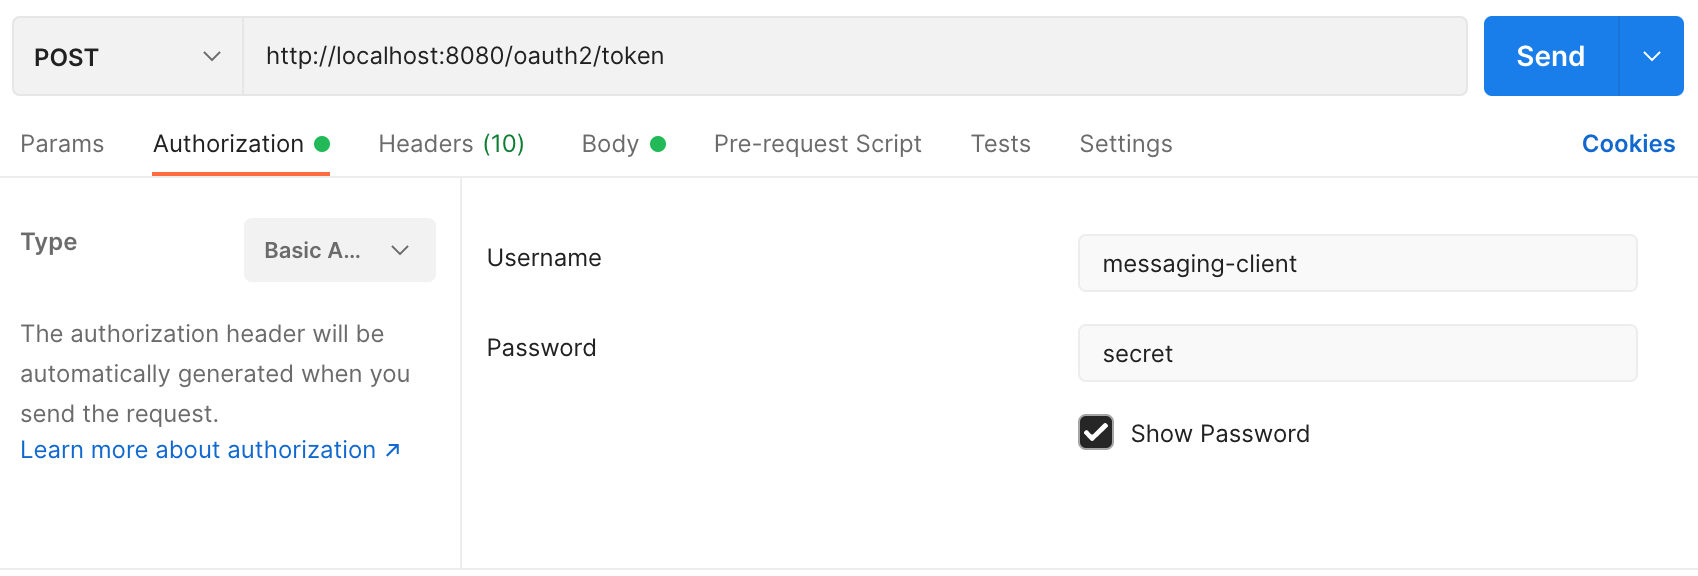 POST http://localhost:8080/oauth2/token Send
Params Authorization Headers (10) Body Pre-request Script Tests Settings Cookies
Type Basic A...
The authorization header will be
automatically generated when you
send the request.
Learn more about authorization ↗
Username messaging-client
Password secret
Show Password